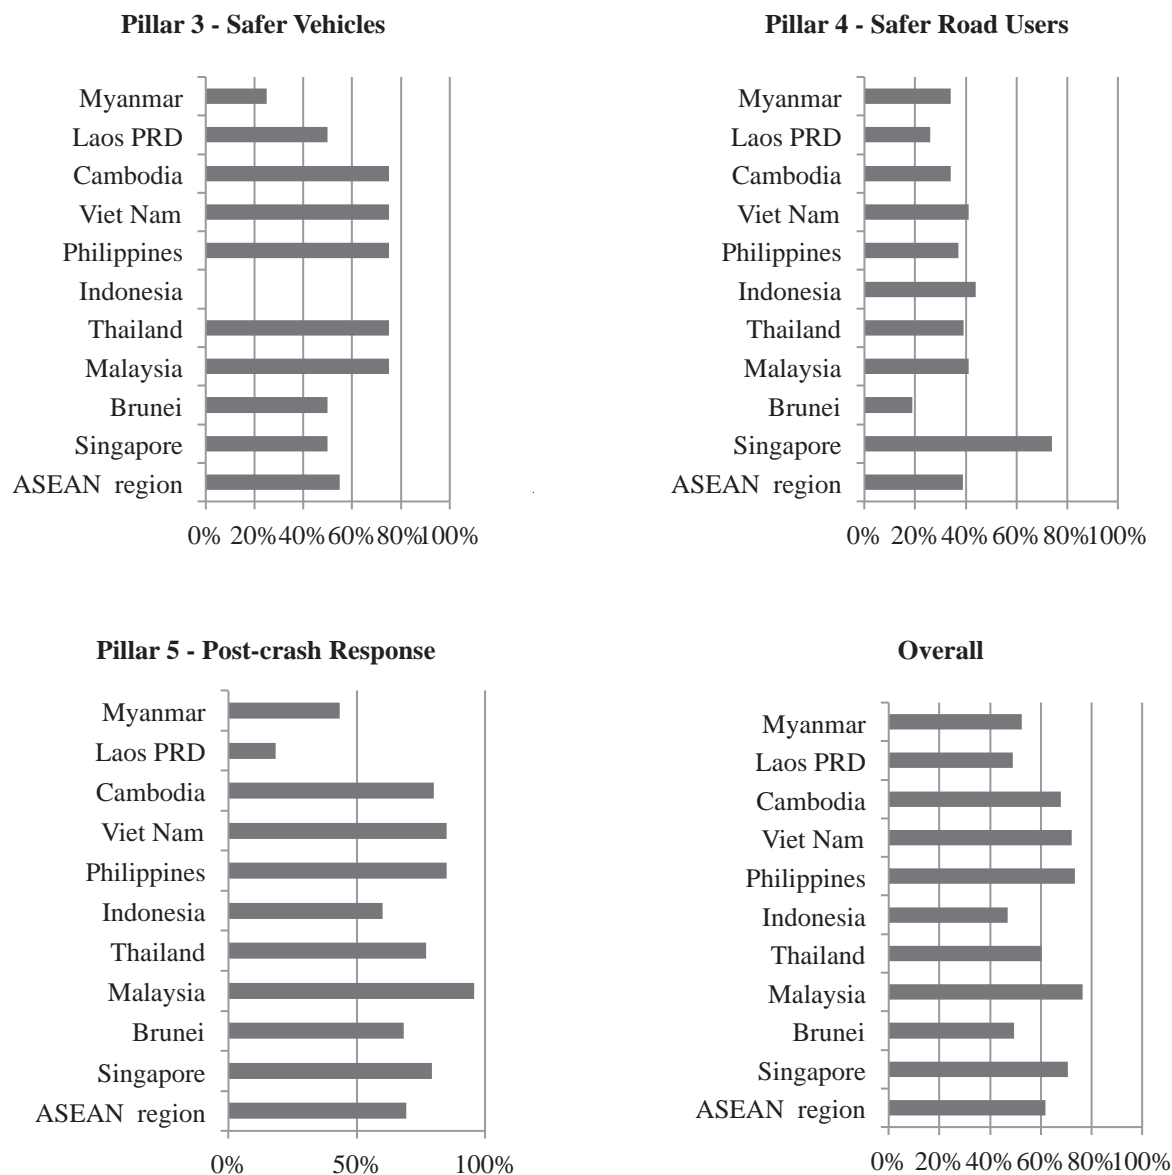 Pillar 3 - Safer Vehicles
Myanmar
Laos PRD
Cambodia
Viet Nam
Philippines
Indonesia
Thailand
Malaysia
Brunei
Singapore
ASEAN region
0% 20% 40% 60% 80% 100%
Pillar 4 - Safer Road Users
Myanmar
Laos PRD
Cambodia
Viet Nam
Philippines
Indonesia
Thailand
Malaysia
Brunei
Singapore
ASEAN region
0% 20% 40% 60% 80% 100%
Pillar 5 - Post-crash Response
Myanmar
Laos PRD
Cambodia
Viet Nam
Philippines
Indonesia
Thailand
Malaysia
Brunei
Singapore
ASEAN region
0% 50% 100%
Overall
Myanmar
Laos PRD
Cambodia
Viet Nam
Philippines
Indonesia
Thailand
Malaysia
Brunei
Singapore
ASEAN region
0% 20% 40% 60% 80% 100%